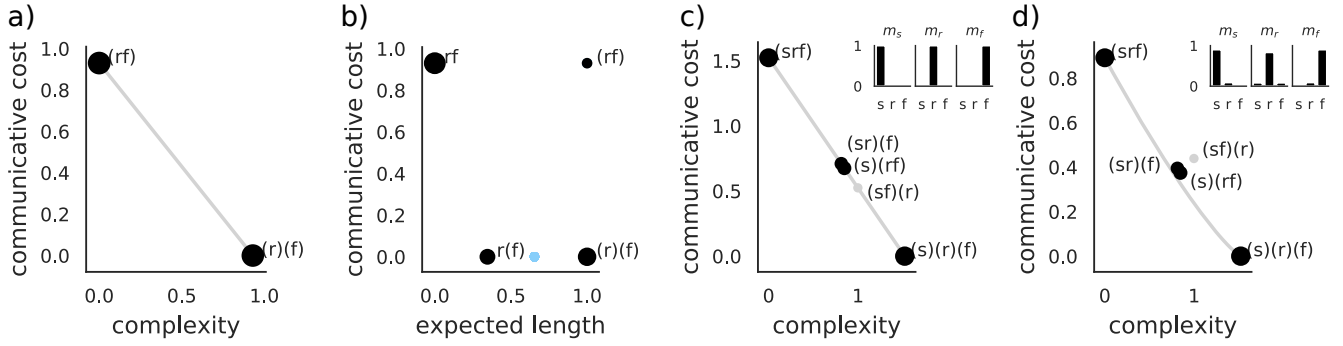 a)
communicative cost
1.0
0.8
0.6
0.4
0.2
0.0
(rf)
(r)(f)
0.0 0.5 1.0
complexity
b)
communicative cost
1.0
0.8
0.6
0.4
0.2
0.0
rf
(rf)
r(f)
(r)(f)
0.0 0.5 1.0
expected length
c)
communicative cost
1.5
1.0
0.5
0.0
(srf)
(sr)(f)
(s)(rf)
(sf)(r)
(s)(r)(f)
0 1
complexity
m_s m_r m_f
1
0
s r f s r f s r f
d)
communicative cost
0.8
0.6
0.4
0.2
0.0
(srf)
(sf)(r)
(sr)(f)
(s)(rf)
(s)(r)(f)
0 1
complexity
m_s m_r m_f
1
0
s r f s r f s r f